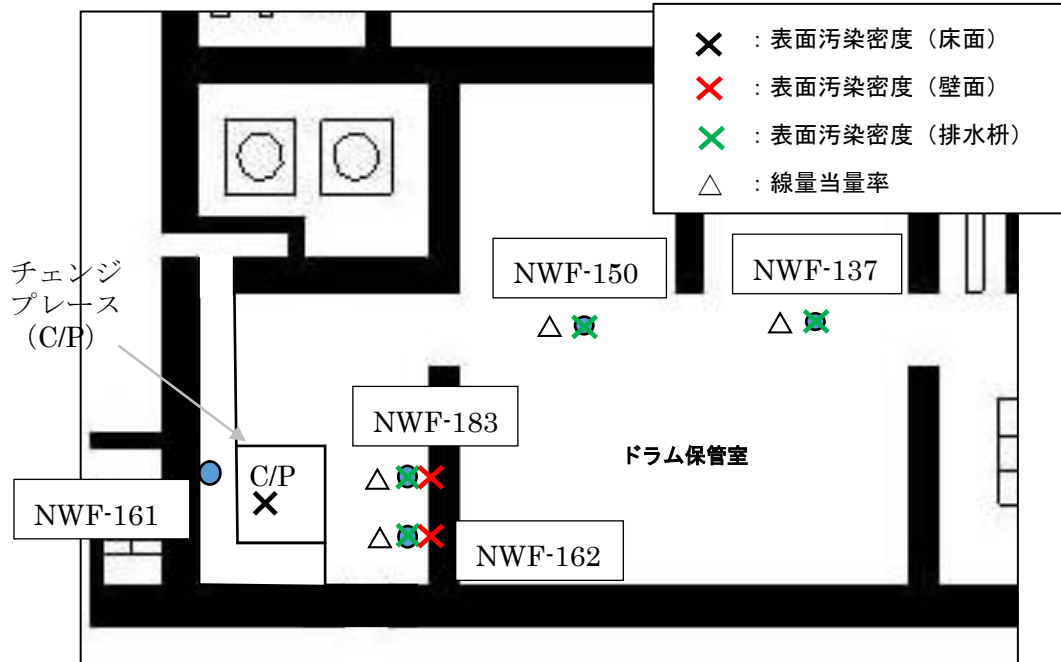 ：表面汚染密度（床面）
：表面汚染密度（壁面）
：表面汚染密度（排水枡）
：線量当量率
チェンジ
プレース
（C/P）
NWF-150
NWF-137
NWF-183
ドラム保管室
C/P
NWF-161
NWF-162